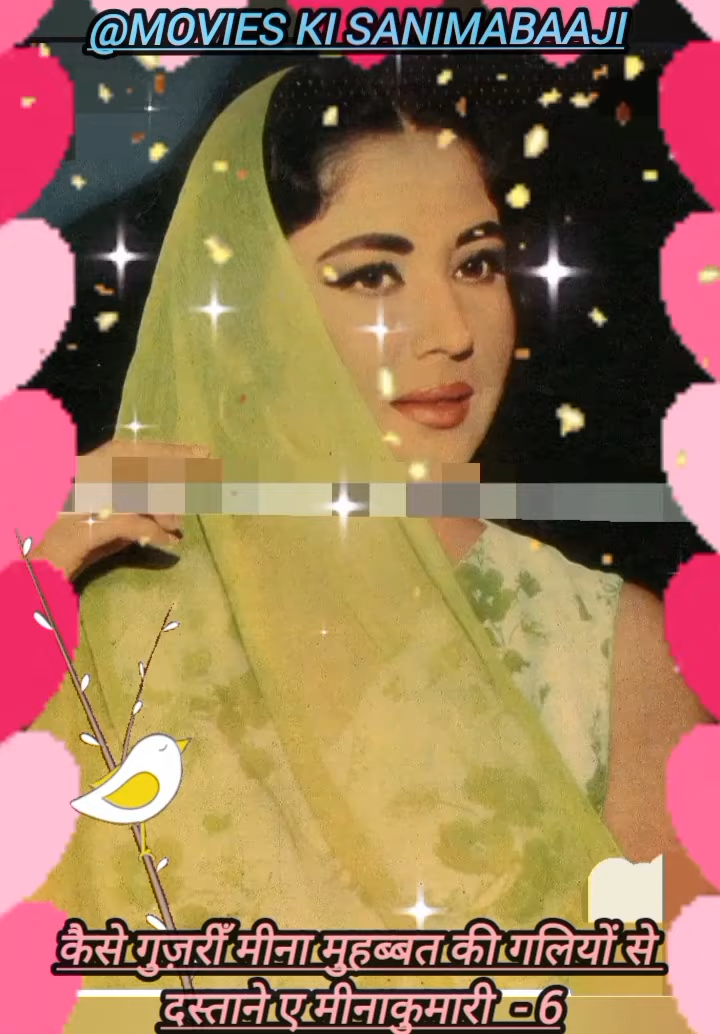 @MOVIES KI SANIMABAAJI
कैसे गुज़रीँ मीना मुहब्बत की गलियों से
दस्ताने ए मीनाकुमारी - 6